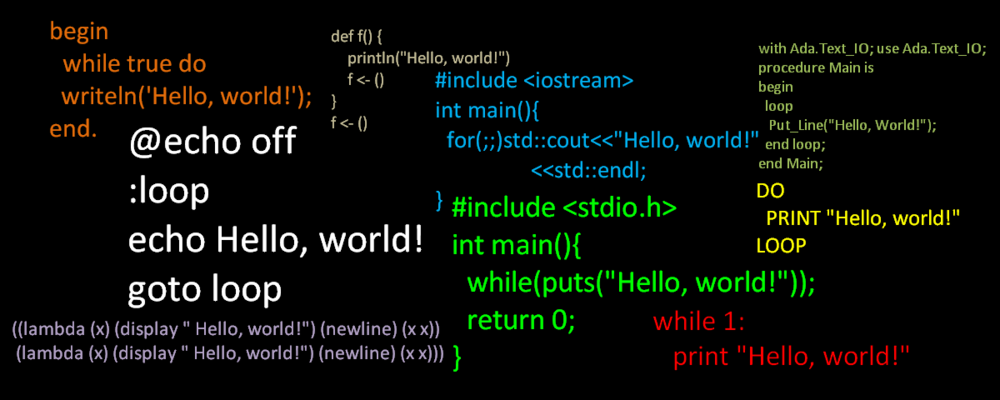 begin
while true do
writeln('Hello, world!');
end.
def f() {
println("Hello, world!")
f <- ()
}
f <- ()
#include <iostream>
int main(){
for(;;)std::cout<<"Hello, world!"
<<std::endl;
}
with Ada.Text_IO; use Ada.Text_IO;
procedure Main is
begin
loop
Put_Line("Hello, World!");
end loop;
end Main;
@echo off
:loop
echo Hello, world!
goto loop
#include <stdio.h>
int main(){
while(puts("Hello, world!"));
return 0;
}
DO
PRINT "Hello, world!"
LOOP
((lambda (x) (display " Hello, world!") (newline) (x x))
(lambda (x) (display " Hello, world!") (newline) (x x)))
while 1:
print "Hello, world!"